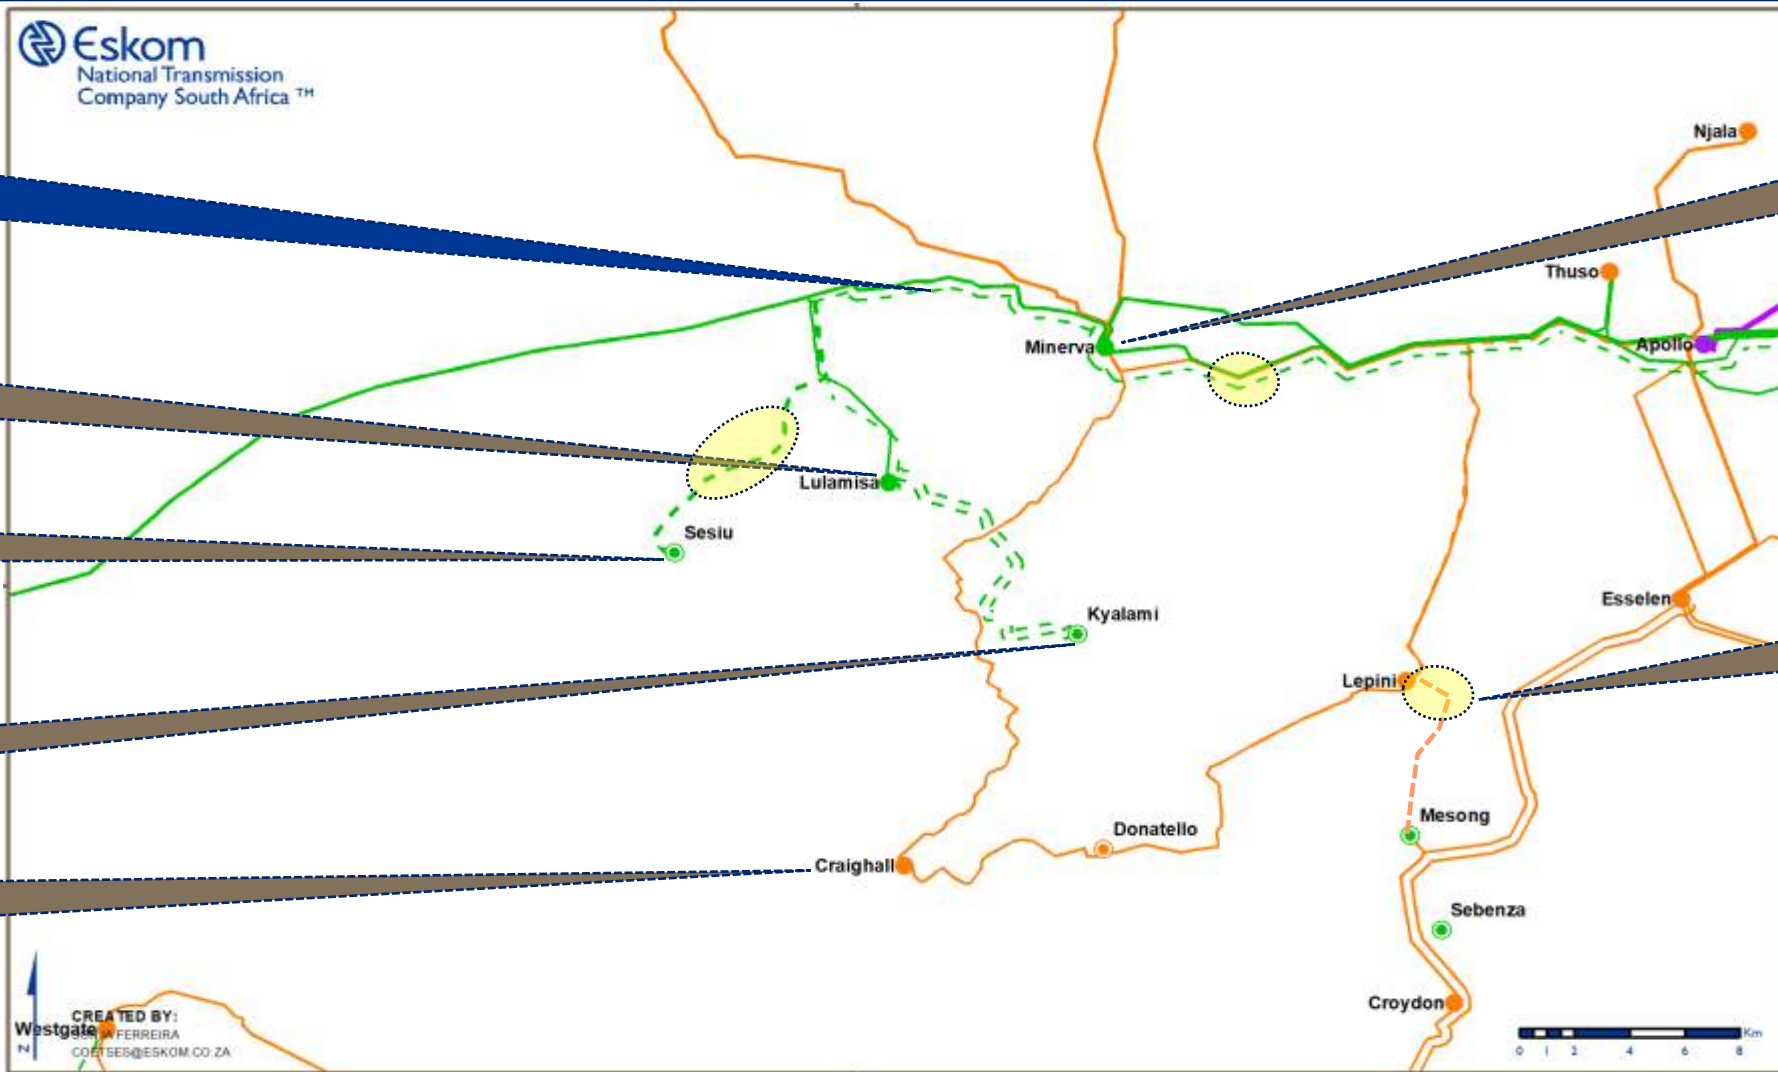 Eskom
National Transmission
Company South Africa ™
Njala
Thuso
Minerva
Apollo
Lulamisa
Sesiu
Kyalami
Esselen
Lepini
Mesong
Donatello
Craighall
Sebenza
Croydon
Westgate
CREATED BY:
FERREIRA
COETSES@ESKOM.CO.ZA
N
Km
0 1 2 4 6 8